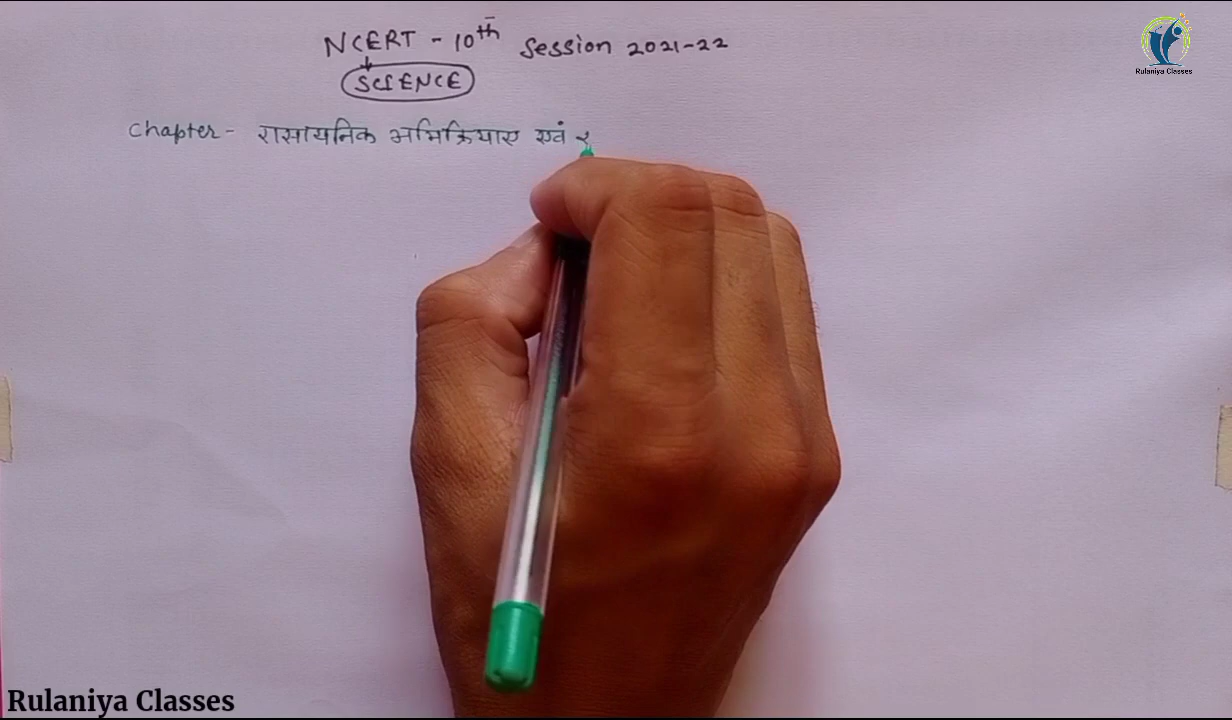 NCERT - 10th Session 2021-22
SCIENCE
Rulaniya Classes
Chapter - रासायनिक अभिक्रियाए एवं
Rulaniya Classes